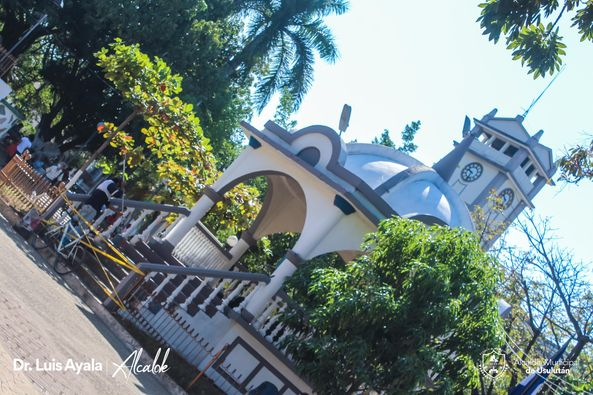 Dr. Luis Ayala | Alcalde
Alcaldía Municipal
de Usulután